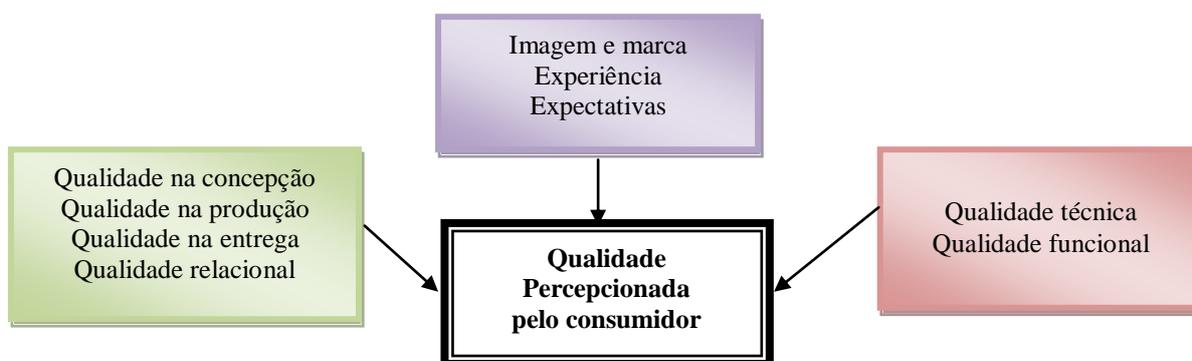 Imagem e marca
Experiência
Expectativas
Qualidade na concepção
Qualidade na produção
Qualidade na entrega
Qualidade relacional
Qualidade técnica
Qualidade funcional
Qualidade
Percepcionada
pelo consumidor